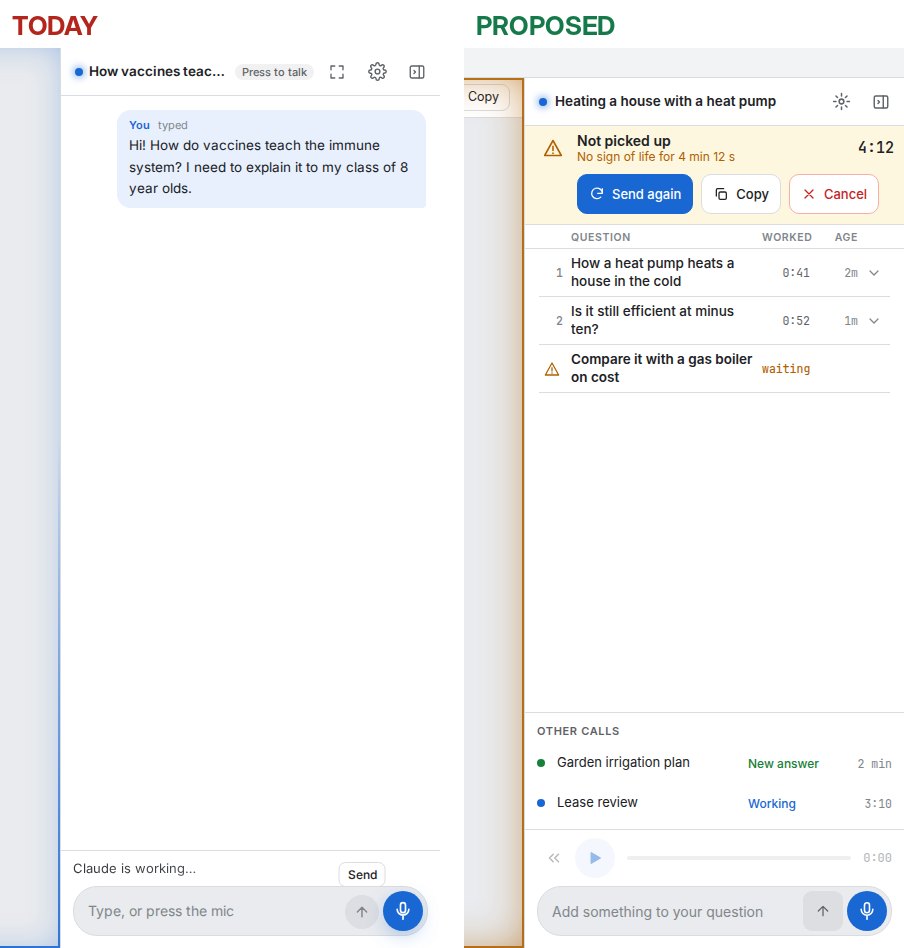 TODAY
How vaccines teac...
Press to talk
You typed
Hi! How do vaccines teach the immune
system? I need to explain it to my class of 8
year olds.
Claude is working...
Send
Type, or press the mic
PROPOSED
Copy
Heating a house with a heat pump
Not picked up
4:12
No sign of life for 4 min 12 s
Send again
Copy
Cancel
QUESTION WORKED AGE
1 How a heat pump heats a
house in the cold
0:41 2m
2 Is it still efficient at minus
ten?
0:52 1m
Compare it with a gas boiler
on cost
waiting
OTHER CALLS
Garden irrigation plan New answer 2 min
Lease review Working 3:10
0:00
Add something to your question